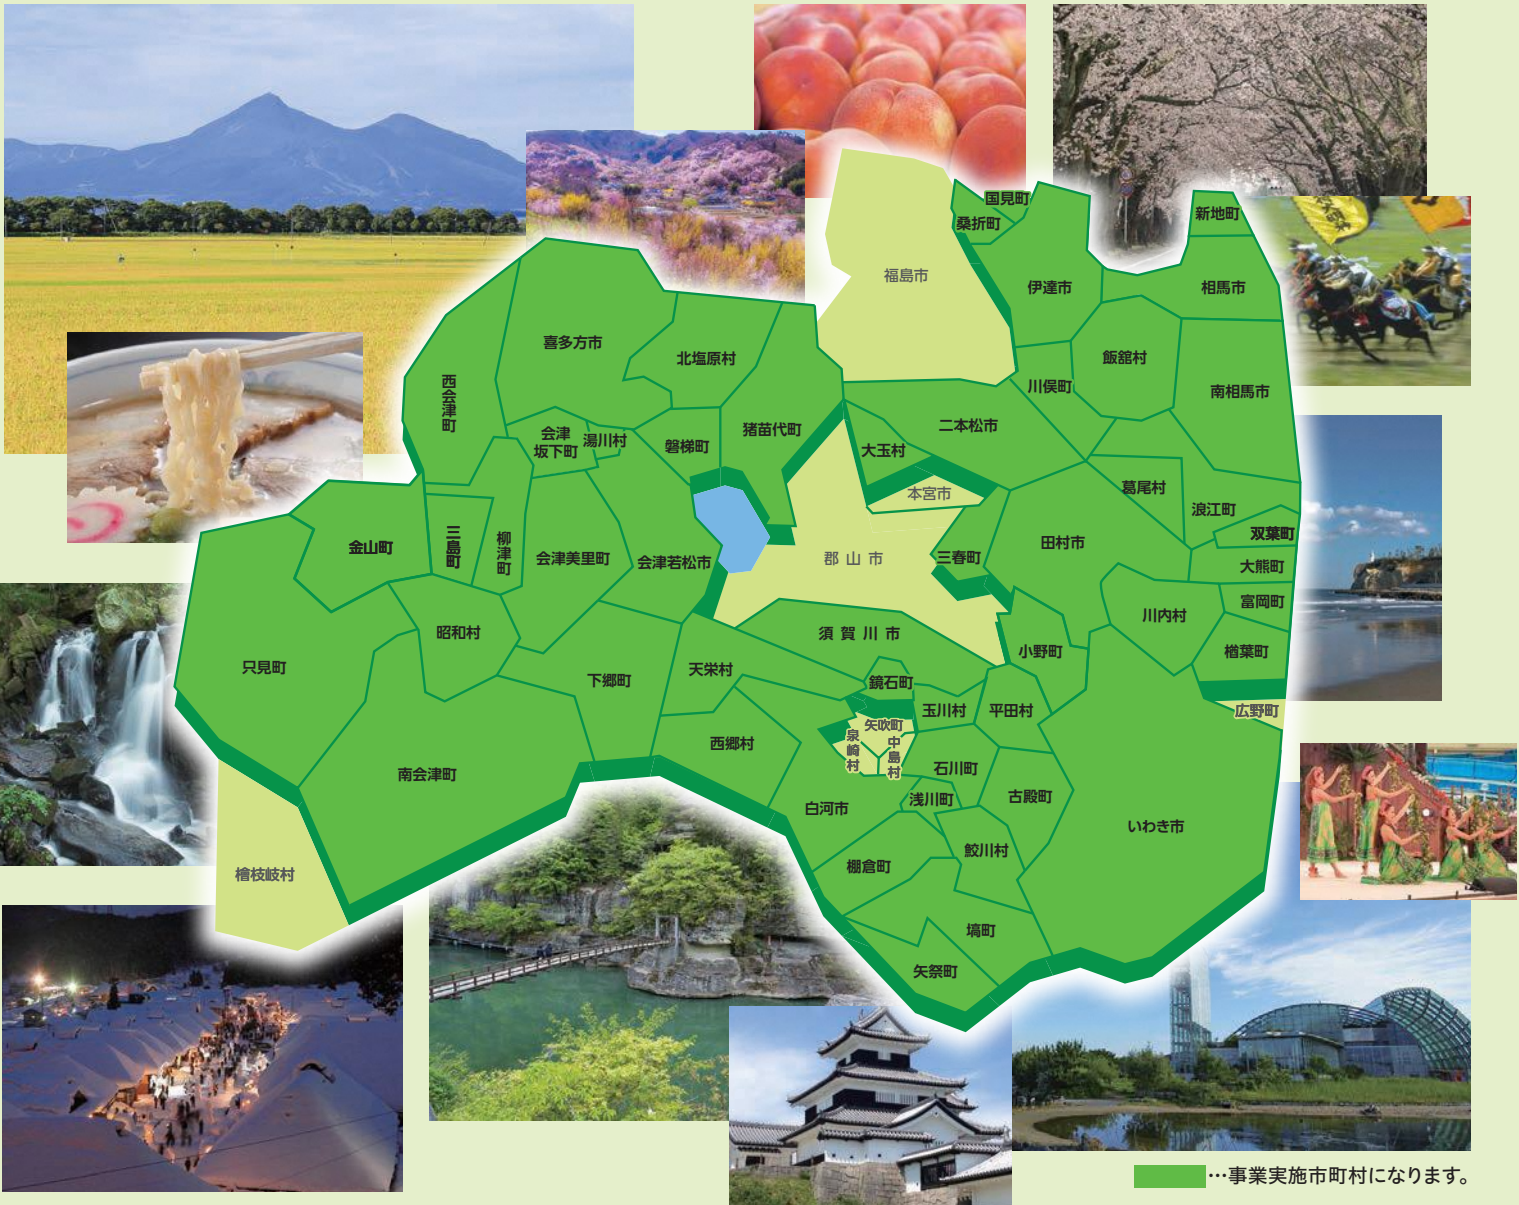 国見町
桑折町
新地町
福島市
伊達市
相馬市
喜多方市
北塩原村
飯舘村
川俣町
南相馬市
西会津町
会津
坂下町
湯川村
磐梯町
猪苗代町
二本松市
大玉村
本宮市
葛尾村
浪江町
双葉町
金山町
三島町
柳津町
会津美里町
会津若松市
郡山市
三春町
田村市
大熊町
富岡町
川内村
昭和村
須賀川市
小野町
楢葉町
只見町
下郷町
天栄村
鏡石町
玉川村
平田村
広野町
矢吹町
泉崎村
中島村
西郷村
南会津町
石川町
古殿町
浅川町
白河市
いわき市
檜枝岐村
棚倉町
鮫川村
塙町
矢祭町
…事業実施市町村になります。